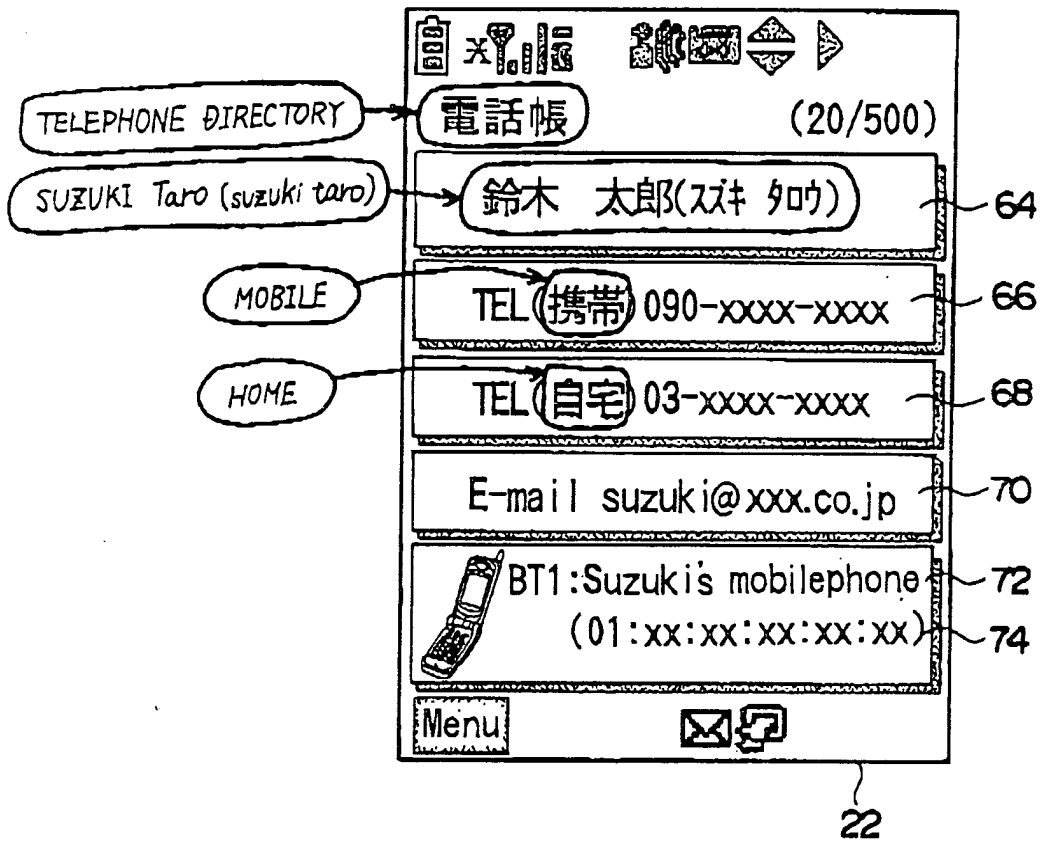 TELEPHONE DIRECTORY
電話帳
(20/500)
SUZUKI Taro (suzuki taro)
鈴木 太郎(スズキ タロウ)
64
MOBILE
TEL(携帯)090-xxxx-xxxx
66
HOME
TEL(自宅)03-xxxx-xxxx
68
E-mail suzuki@xxx.co.jp
70
BT1:Suzuki's mobilephone
72
(01:xx:xx:xx:xx:xx)
74
Menu
22